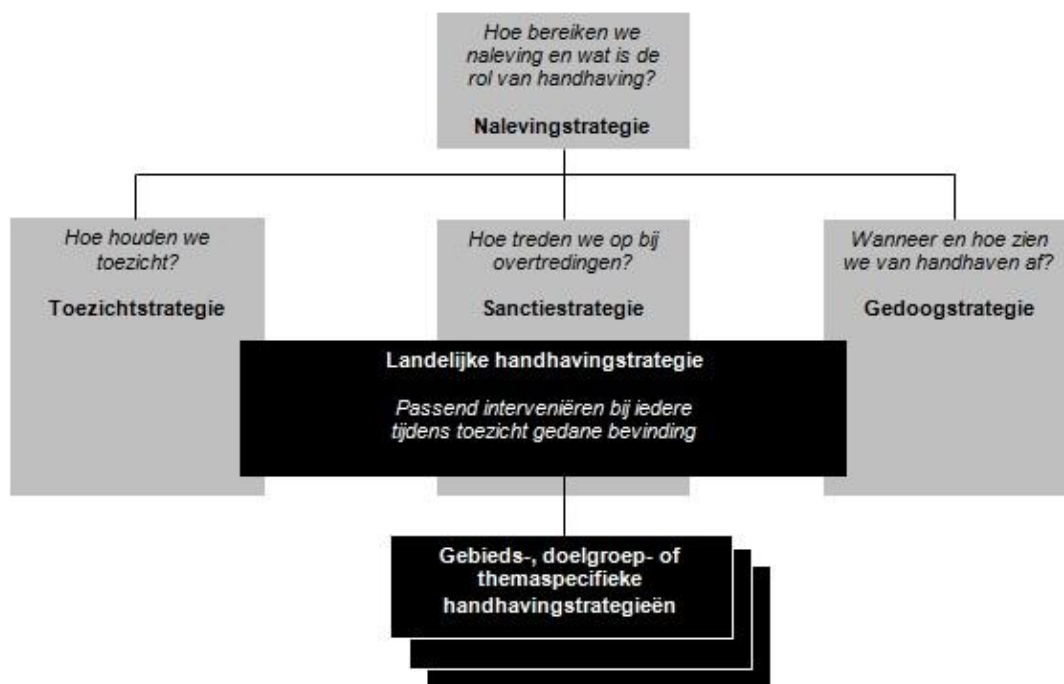 Hoe bereiken we
naleving en wat is de
rol van handhaving?
Nalevingstrategie
Hoe houden we
toezicht?
Toezichtstrategie
Hoe treden we op bij
overtredingen?
Sanctiestrategie
Wanneer en hoe zien
we van handhaven af?
Gedoogstrategie
Landelijke handhavingstrategie
Passend interveniëren bij iedere
tijdens toezicht gedane bevinding
Gebieds-, doelgroep- of
themaspecifieke
handhavingstrategieën